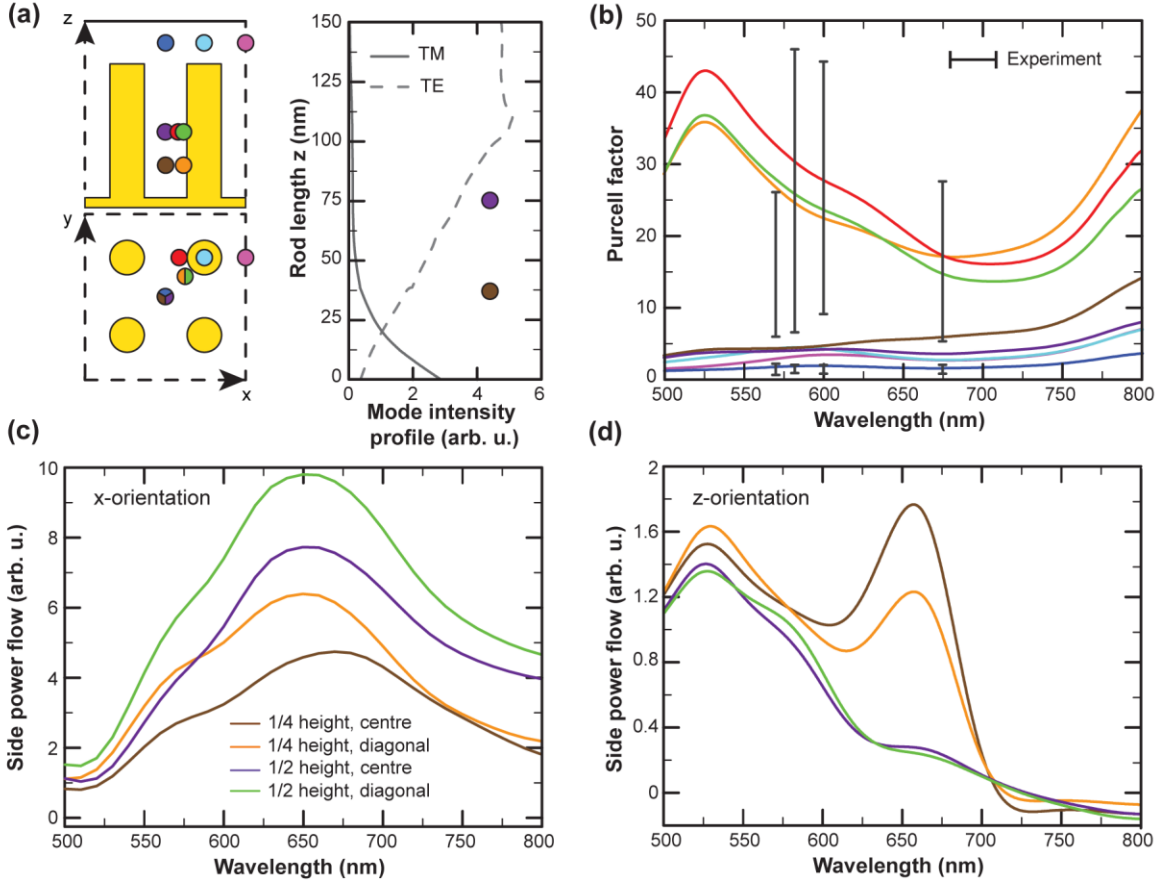 (a)
z
y
x
TM
TE
150
125
100
75
50
25
0
Rod length z (nm)
0 2 4 6
Mode intensity
profile (arb. u.)
(b)
Experiment
50
40
30
20
10
0
Purcell factor
500 550 600 650 700 750 800
Wavelength (nm)
(c)
x-orientation
10
8
6
4
2
0
Side power flow (arb. u.)
1/4 height, centre
1/4 height, diagonal
1/2 height, centre
1/2 height, diagonal
500 550 600 650 700 750 800
Wavelength (nm)
(d)
z-orientation
2
1.6
1.2
0.8
0.4
0
Side power flow (arb. u.)
500 550 600 650 700 750 800
Wavelength (nm)